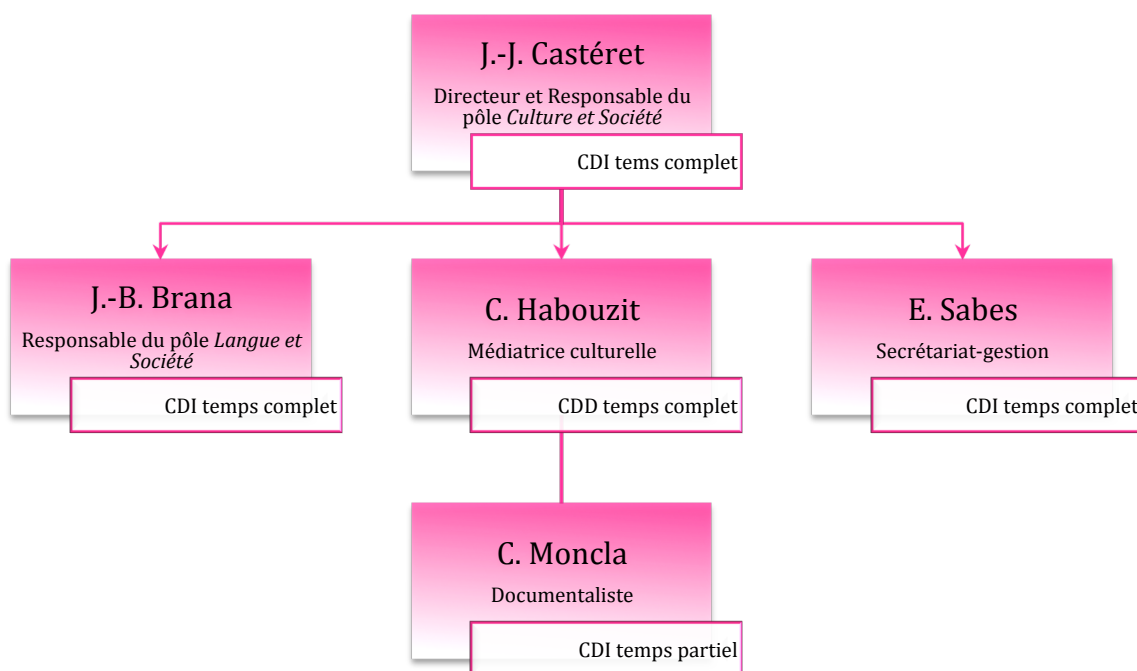 J.-J. Castéret
Directeur et Responsable du
pôle Culture et Société
CDI tems complet
J.-B. Brana
Responsable du pôle Langue et
Société
CDI temps complet
C. Habouzit
Médiatrice culturelle
CDD temps complet
E. Sabes
Secrétariat-gestion
CDI temps complet
C. Moncla
Documentaliste
CDI temps partiel